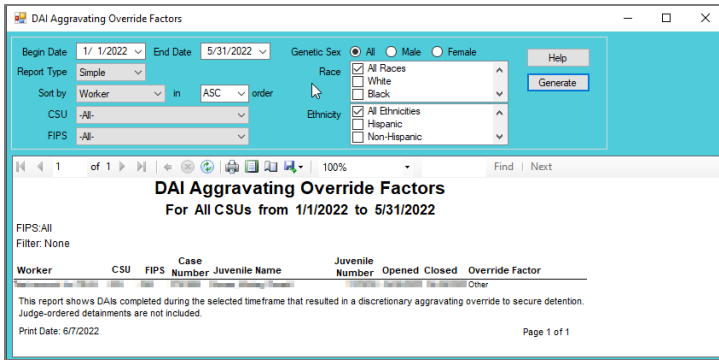 DAI Aggravating Override Factors
Begin Date 1/ 1/2022 End Date 5/31/2022 Genetic Sex All Male Female Help
Report Type Simple Race All Races Generate
White
Sort by Worker in ASC order Black
CSU -All- Ethnicity All Ethnicities
Hispanic
FIPS -All- Non-Hispanic
1 of 1 100% Find | Next
DAI Aggravating Override Factors
For All CSUs from 1/1/2022 to 5/31/2022
FIPS:All
Filter: None
Case Juvenile
Worker CSU FIPS Number Juvenile Name Number Opened Closed Override Factor
Other
This report shows DAIs completed during the selected timeframe that resulted in a discretionary aggravating override to secure detention.
Judge-ordered detainments are not included.
Print Date: 6/7/2022 Page 1 of 1